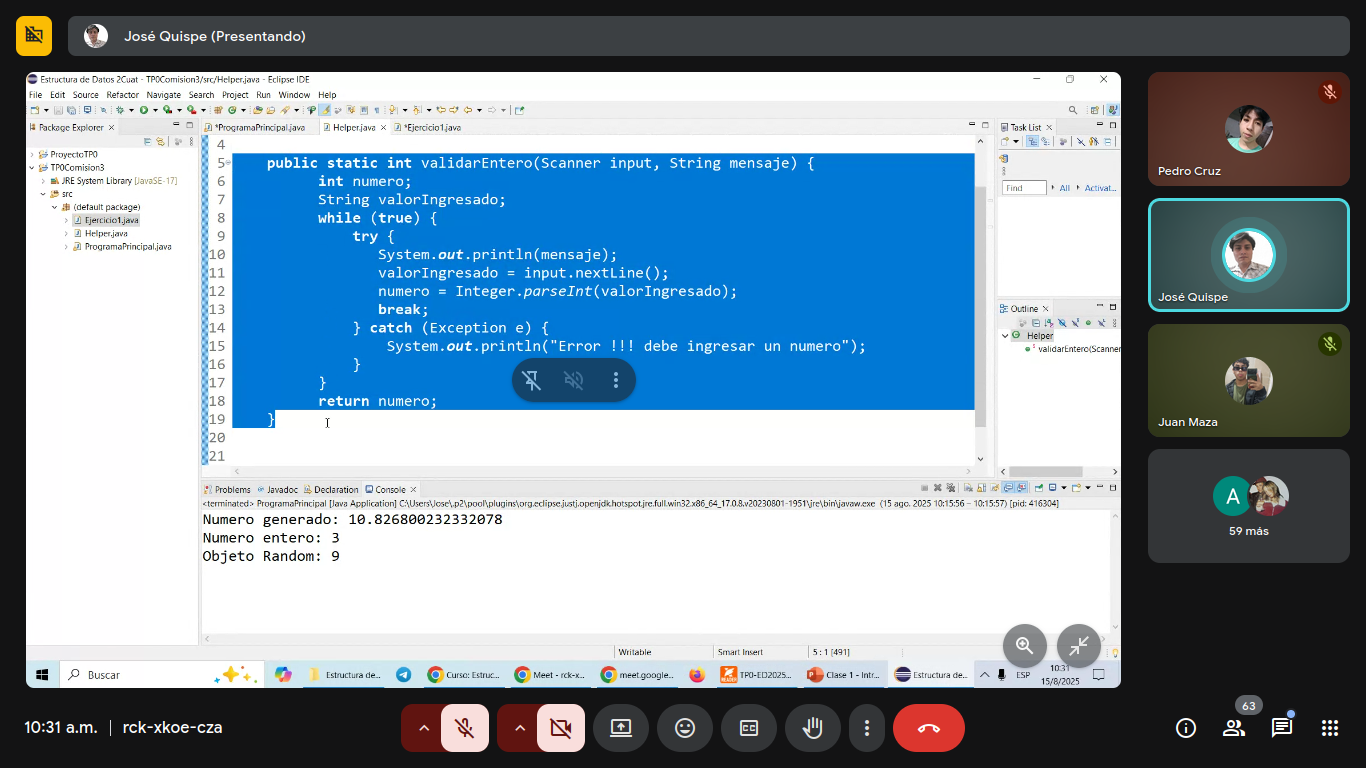 José Quispe (Presentando)
Estructura de Datos 2Cuat - TP0Comision3/src/Helper.java - Eclipse IDE
File Edit Source Refactor Navigate Search Project Run Window Help
Package Explorer
*ProgramaPrincipal.java Helper.java *Ejercicio1.java
Task List
ProyectoTP0
TP0Comision3
JRE System Library [JavaSE-17]
src
(default package)
Ejercicio1.java
Helper.java
ProgramaPrincipal.java
4
5 public static int validarEntero(Scanner input, String mensaje) {
6 int numero;
7 String valorIngresado;
8 while (true) {
9 try {
10 System.out.println(mensaje);
11 valorIngresado = input.nextLine();
12 numero = Integer.parseInt(valorIngresado);
13 break;
14 } catch (Exception e) {
15 System.out.println("Error !!! debe ingresar un numero");
16 }
17 }
18 return numero;
19 }
20
21
Find All Activat...
Outline
Helper
validarEntero(Scanner
Problems Javadoc Declaration Console
<terminated> ProgramaPrincipal [Java Application] C:\Users\Jose\.p2\pool\plugins\org.eclipse.justj.openjdk.hotspot.jre.full.win32.x86_64_17.0.8.v20230801-1951\jre\bin\javaw.exe (15 ago. 2025 10:15:56 – 10:15:57) [pid: 416304]
Numero generado: 10.826800232332078
Numero entero: 3
Objeto Random: 9
Writable Smart Insert 5 : 1 [491]
Buscar
Estructura de...
Curso: Estruc...
Meet - rck-x...
meet.google...
TP0-ED2025...
Clase 1 - Intr...
Estructura de...
ESP
10:31
15/8/2025
Pedro Cruz
José Quispe
Juan Maza
A
59 más
10:31 a.m. | rck-xkoe-cza
63